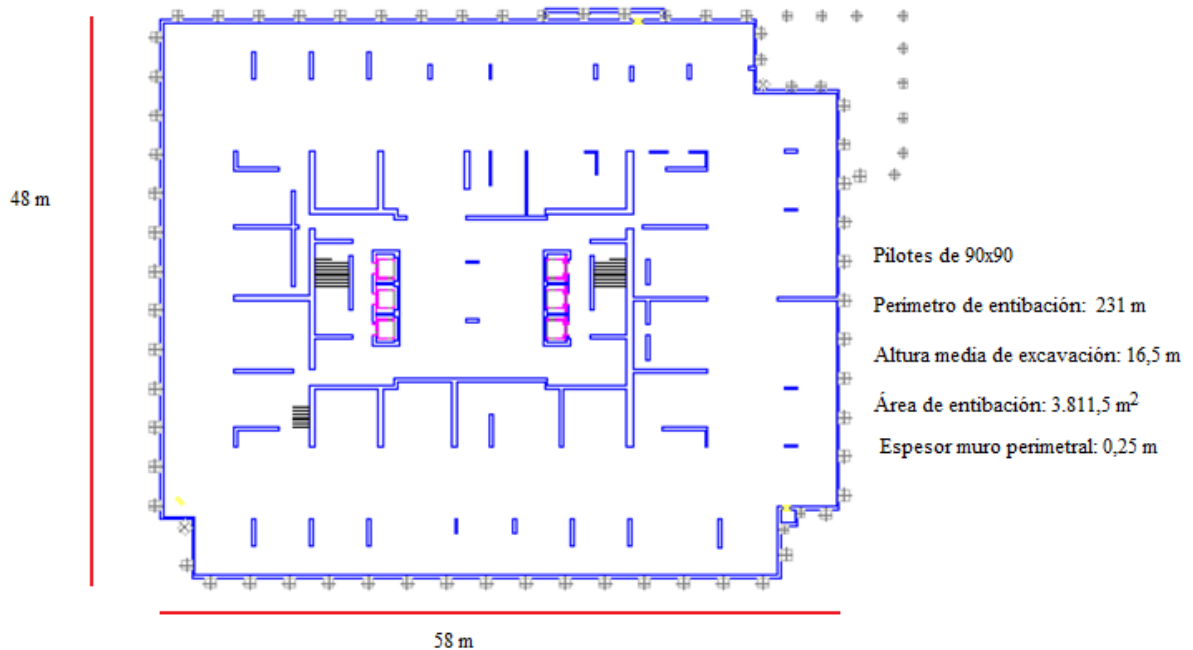 48 m
Pilotes de 90x90
Perímetro de entibación: 231 m
Altura media de excavación: 16,5 m
Área de entibación: 3.811,5 m²
Espesor muro perimetral: 0,25 m
58 m